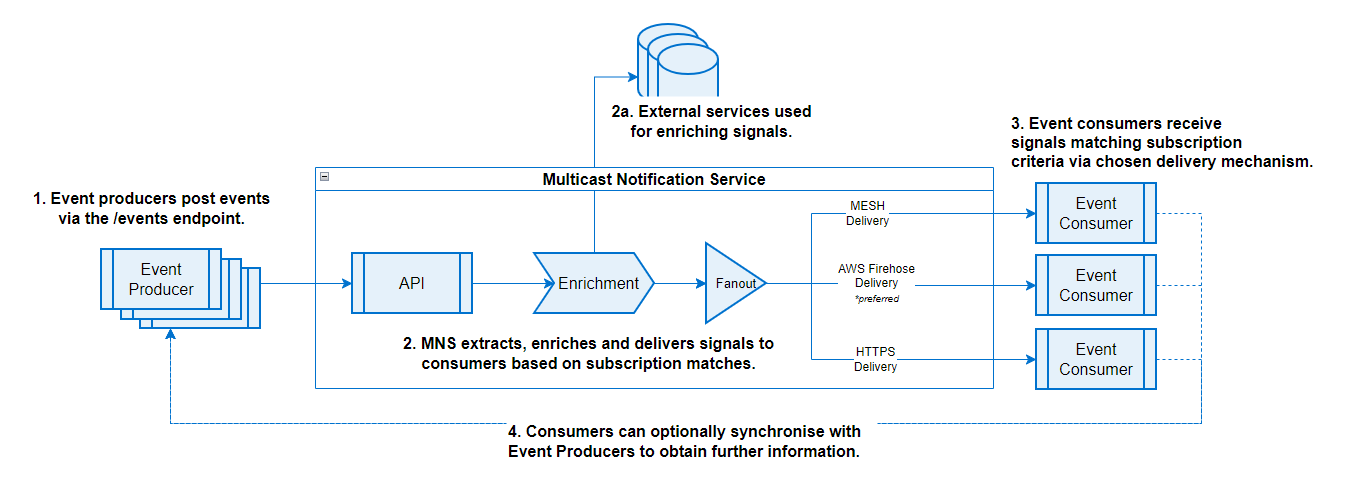 2a. External services used
for enriching signals.
3. Event consumers receive
signals matching subscription
criteria via chosen delivery mechanism.
Multicast Notification Service
1. Event producers post events
via the /events endpoint.
Event
Producer
API
Enrichment
Fanout
MESH
Delivery
AWS Firehose
Delivery
*preferred
HTTPS
Delivery
Event
Consumer
Event
Consumer
Event
Consumer
2. MNS extracts, enriches and delivers signals to
consumers based on subscription matches.
4. Consumers can optionally synchronise with
Event Producers to obtain further information.